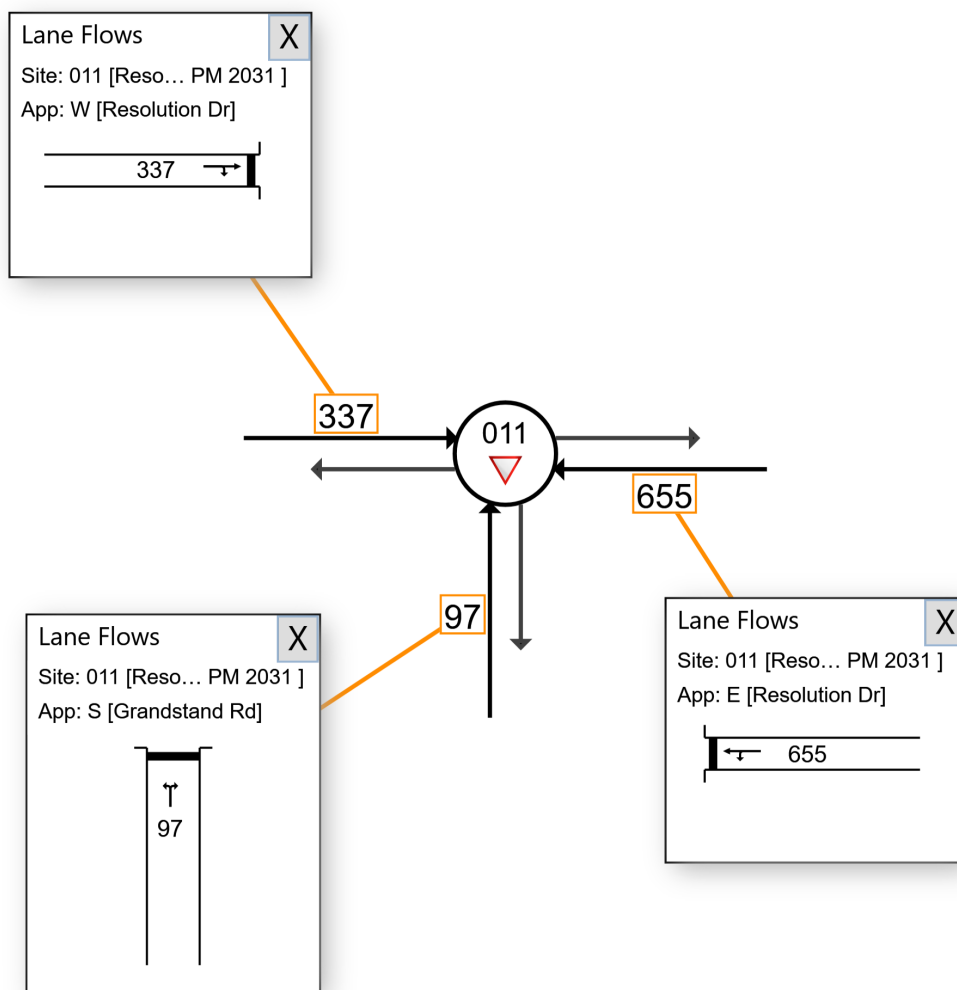 Lane Flows X
Site: 011 [Reso... PM 2031 ]
App: W [Resolution Dr]
337
337
011
655
97
Lane Flows X
Site: 011 [Reso... PM 2031 ]
App: S [Grandstand Rd]
97
Lane Flows X
Site: 011 [Reso... PM 2031 ]
App: E [Resolution Dr]
655